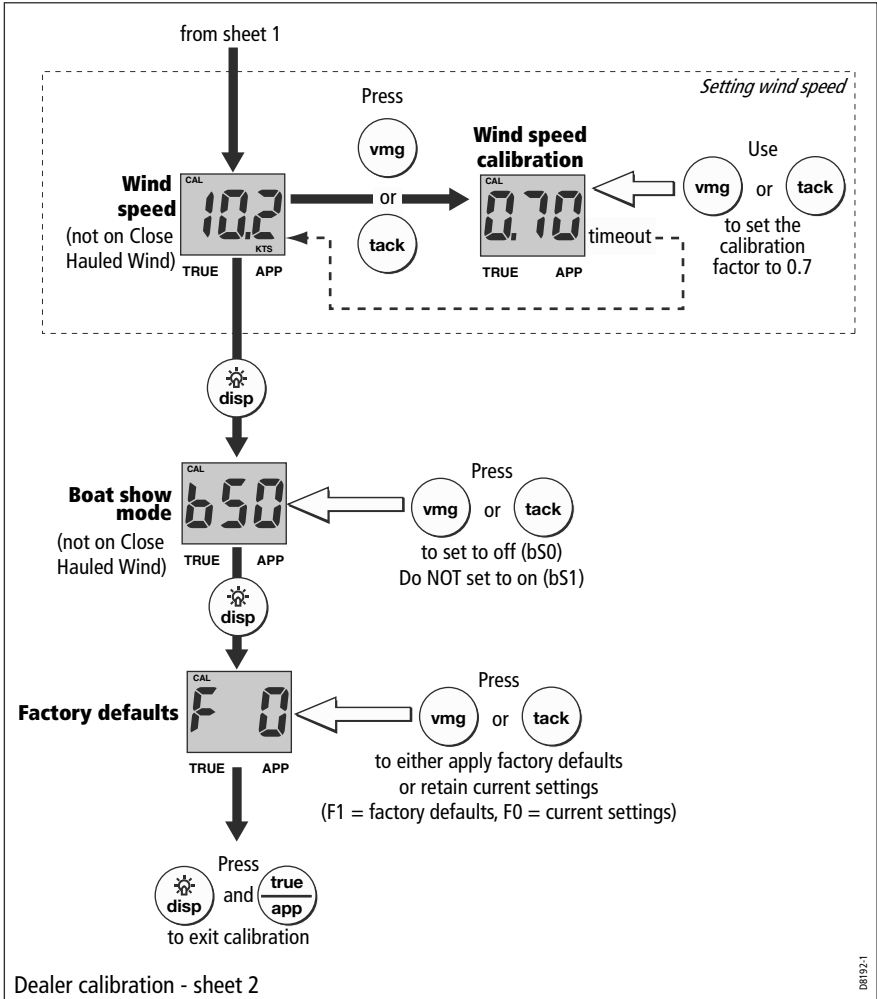 from sheet 1
Setting wind speed
Press
vmg
or
tack
Wind speed
(not on Close
Hauled Wind)
CAL
10.2
KTS
TRUE APP
Wind speed
calibration
CAL
0.70
TRUE APP
timeout
Use
vmg or tack
to set the
calibration
factor to 0.7
disp
Boat show
mode
(not on Close
Hauled Wind)
CAL
bS0
TRUE APP
Press
vmg or tack
to set to off (bS0)
Do NOT set to on (bS1)
disp
Factory defaults
CAL
F 0
TRUE APP
Press
vmg or tack
to either apply factory defaults
or retain current settings
(F1 = factory defaults, F0 = current settings)
Press
disp and true
app
to exit calibration
Dealer calibration - sheet 2
D8192-1